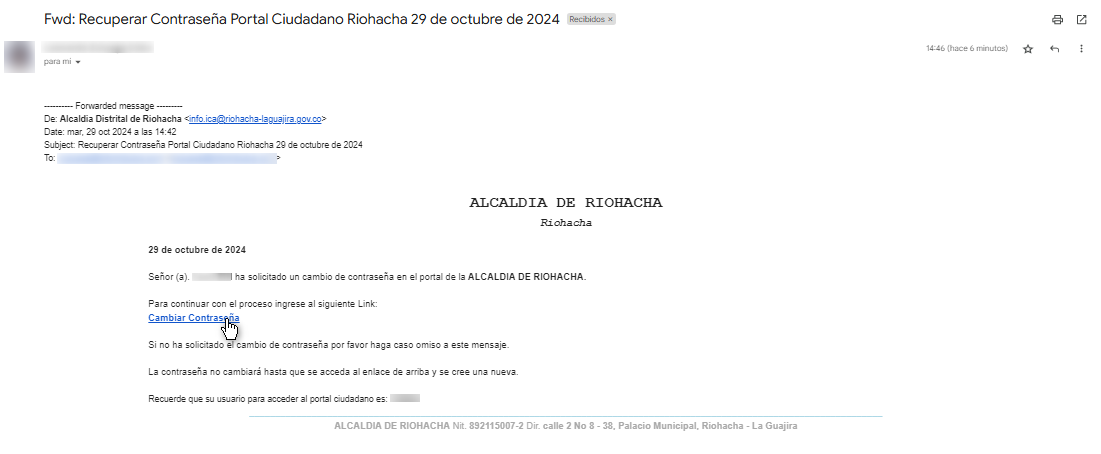 Fwd: Recuperar Contraseña Portal Ciudadano Riohacha 29 de octubre de 2024 Recibidos ×
14:46 (hace 6 minutos)
para mí
---------- Forwarded message ---------
De: Alcaldia Distrital de Riohacha <info.ica@riohacha-laguajira.gov.co>
Date: mar, 29 oct 2024 a las 14:42
Subject: Recuperar Contraseña Portal Ciudadano Riohacha 29 de octubre de 2024
To: >
ALCALDIA DE RIOHACHA
Riohacha
29 de octubre de 2024
Señor (a). ha solicitado un cambio de contraseña en el portal de la ALCALDIA DE RIOHACHA.
Para continuar con el proceso ingrese al siguiente Link:
Cambiar Contraseña
Si no ha solicitado el cambio de contraseña por favor haga caso omiso a este mensaje.
La contraseña no cambiará hasta que se acceda al enlace de arriba y se cree una nueva.
Recuerde que su usuario para acceder al portal ciudadano es:
ALCALDIA DE RIOHACHA Nit. 892115007-2 Dir. calle 2 No 8 - 38, Palacio Municipal, Riohacha - La Guajira